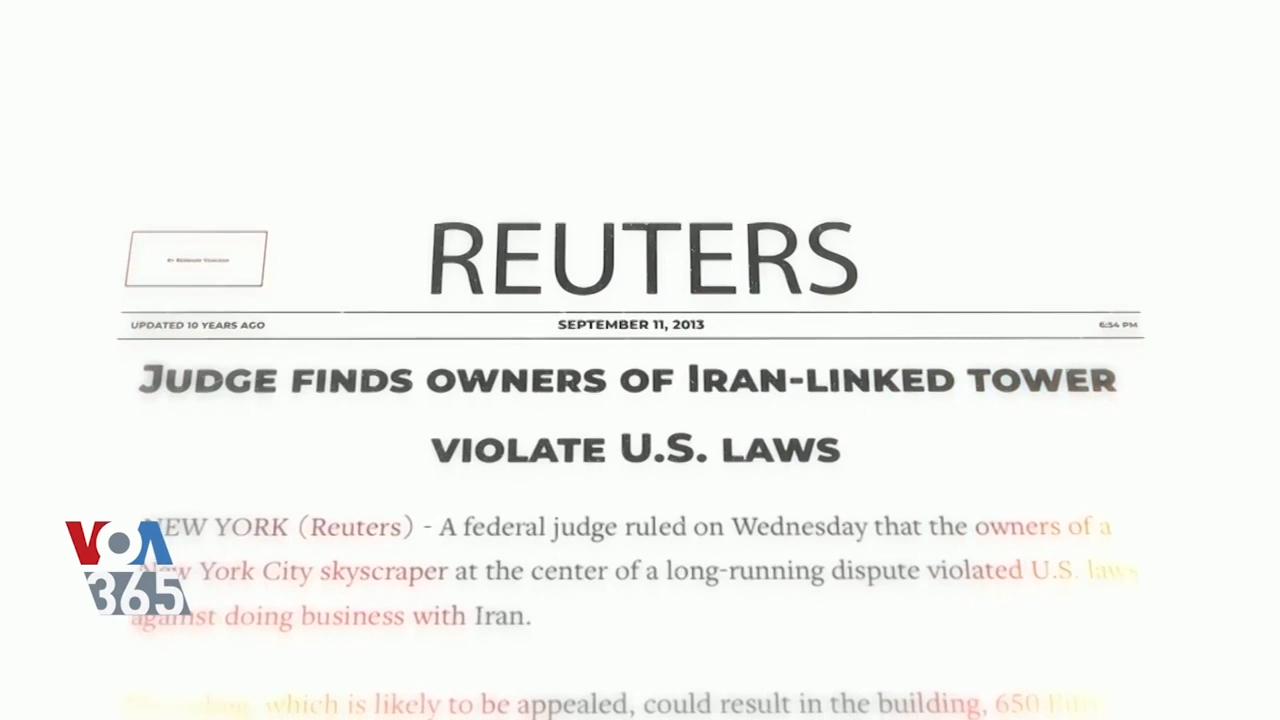 REUTERS
UPDATED 10 YEARS AGO
SEPTEMBER 11, 2013
6:54 PM
JUDGE FINDS OWNERS OF IRAN-LINKED TOWER
VIOLATE U.S. LAWS
NEW YORK (Reuters) - A federal judge ruled on Wednesday that the owners of a
New York City skyscraper at the center of a long-running dispute violated U.S. laws
against doing business with Iran.
which is likely to be appealed, could result in the building, 650
VOA
365